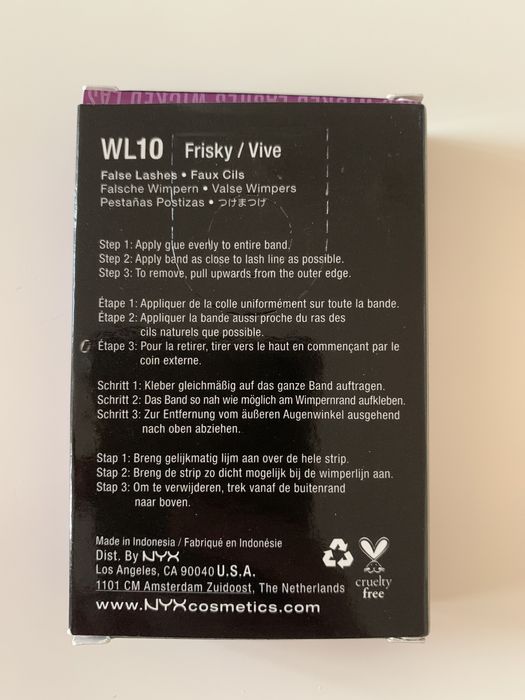 WICKED LASHES WICKED LAS
WL10 Frisky / Vive
False Lashes • Faux Cils
Falsche Wimpern • Valse Wimpers
Pestañas Postizas • つけまつげ
Step 1: Apply glue evenly to entire band.
Step 2: Apply band as close to lash line as possible.
Step 3: To remove, pull upwards from the outer edge.
Étape 1: Appliquer de la colle uniformément sur toute la bande.
Étape 2: Appliquer la bande aussi proche du ras des
cils naturels que possible.
Étape 3: Pour la retirer, tirer vers le haut en commençant par le
coin externe.
Schritt 1: Kleber gleichmäßig auf das ganze Band auftragen.
Schritt 2: Das Band so nah wie möglich am Wimpernrand aufkleben.
Schritt 3: Zur Entfernung vom äußeren Augenwinkel ausgehend
nach oben abziehen.
Stap 1: Breng gelijkmatig lijm aan over de hele strip.
Stap 2: Breng de strip zo dicht mogelijk bij de wimperlijn aan.
Stap 3: Om te verwijderen, trek vanaf de buitenrand
naar boven.
Made in Indonesia / Fabriqué en Indonésie
Dist. By NYX
Los Angeles, CA 90040 U.S.A.
1101 CM Amsterdam Zuidoost, The Netherlands
www.NYXcosmetics.com
cruelty
free